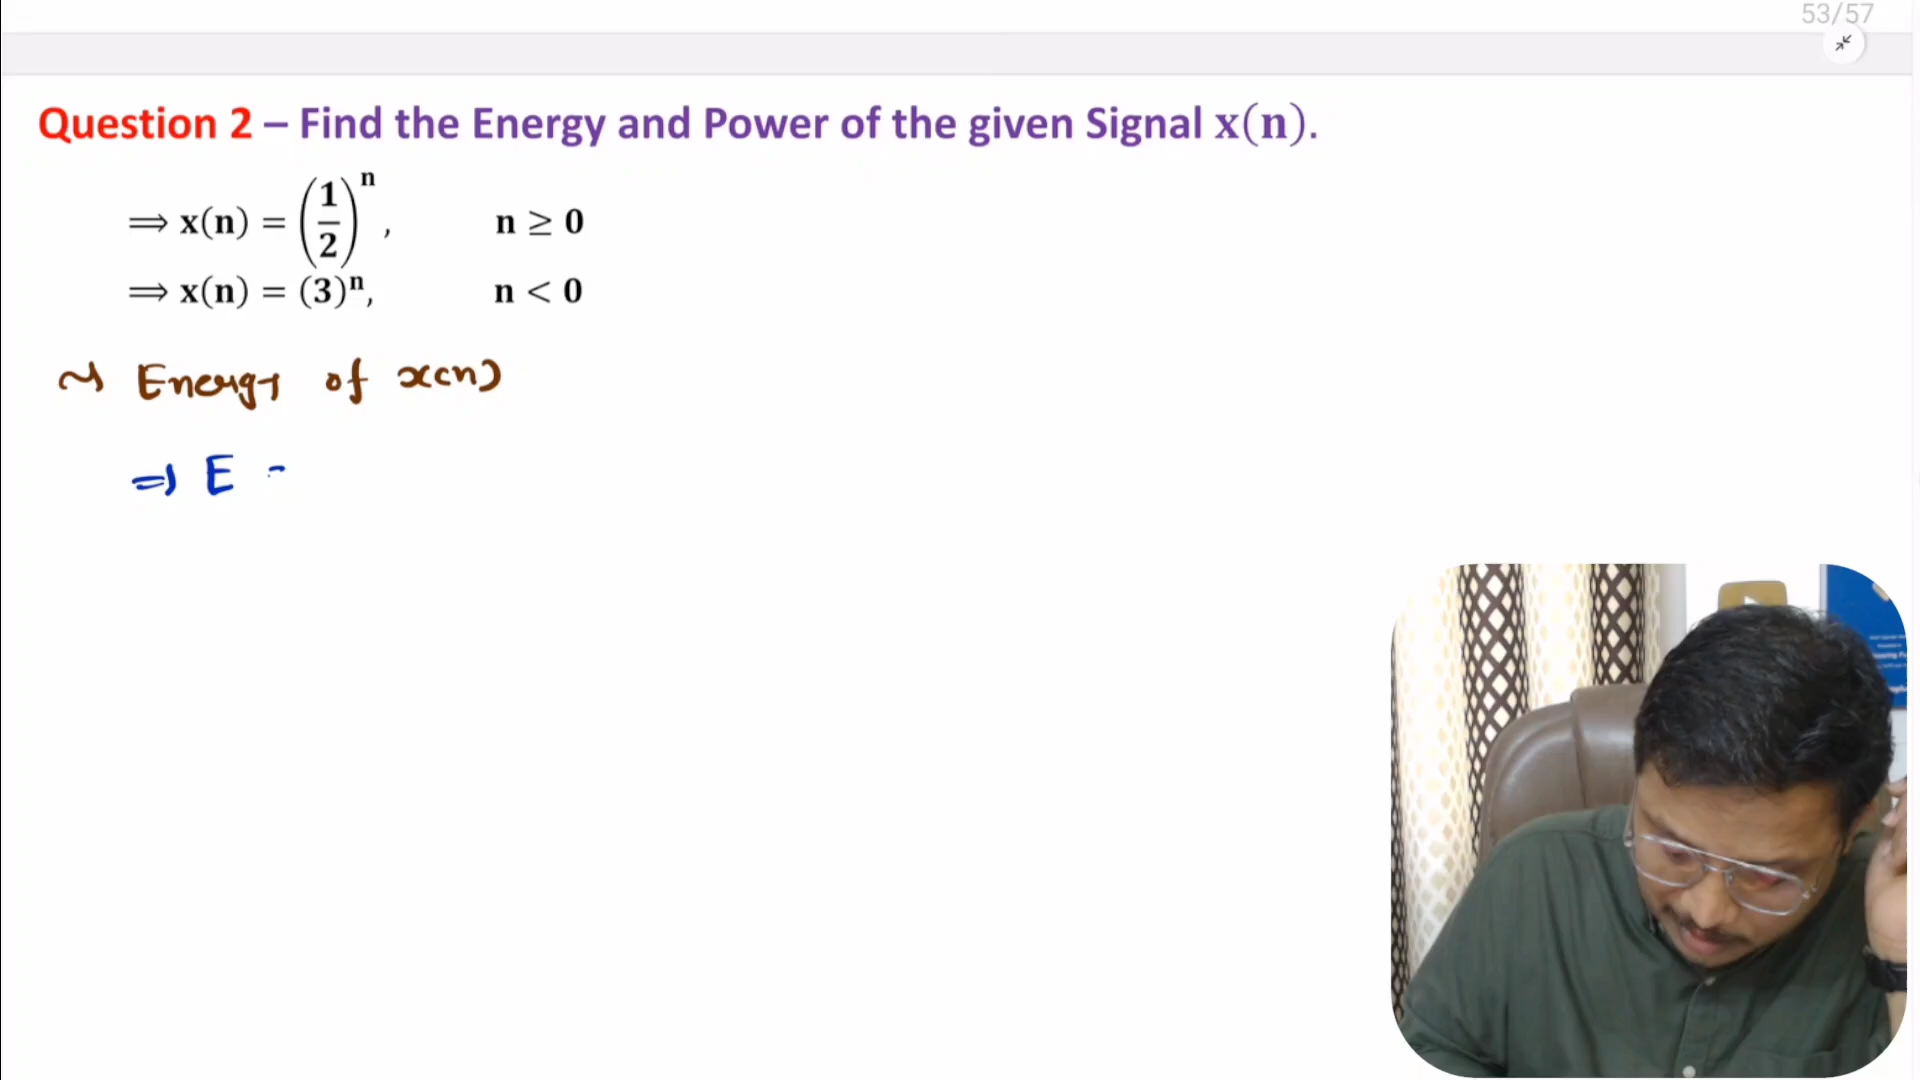 53/57
Question 2 – Find the Energy and Power of the given Signal x(n).
⟹ x(n) = (1/2)^n, n ≥ 0
⟹ x(n) = (3)^n, n < 0
~ Energy of x(n)
⇒ E -